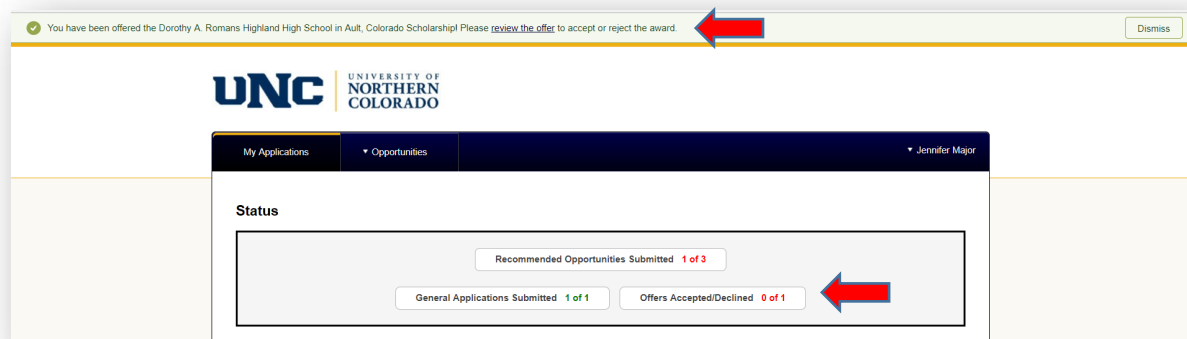 You have been offered the Dorothy A. Romans Highland High School in Ault, Colorado Scholarship! Please review the offer to accept or reject the award.
Dismiss
UNC
UNIVERSITY OF
NORTHERN
COLORADO
My Applications
Opportunities
Jennifer Major
Status
Recommended Opportunities Submitted 1 of 3
General Applications Submitted 1 of 1
Offers Accepted/Declined 0 of 1